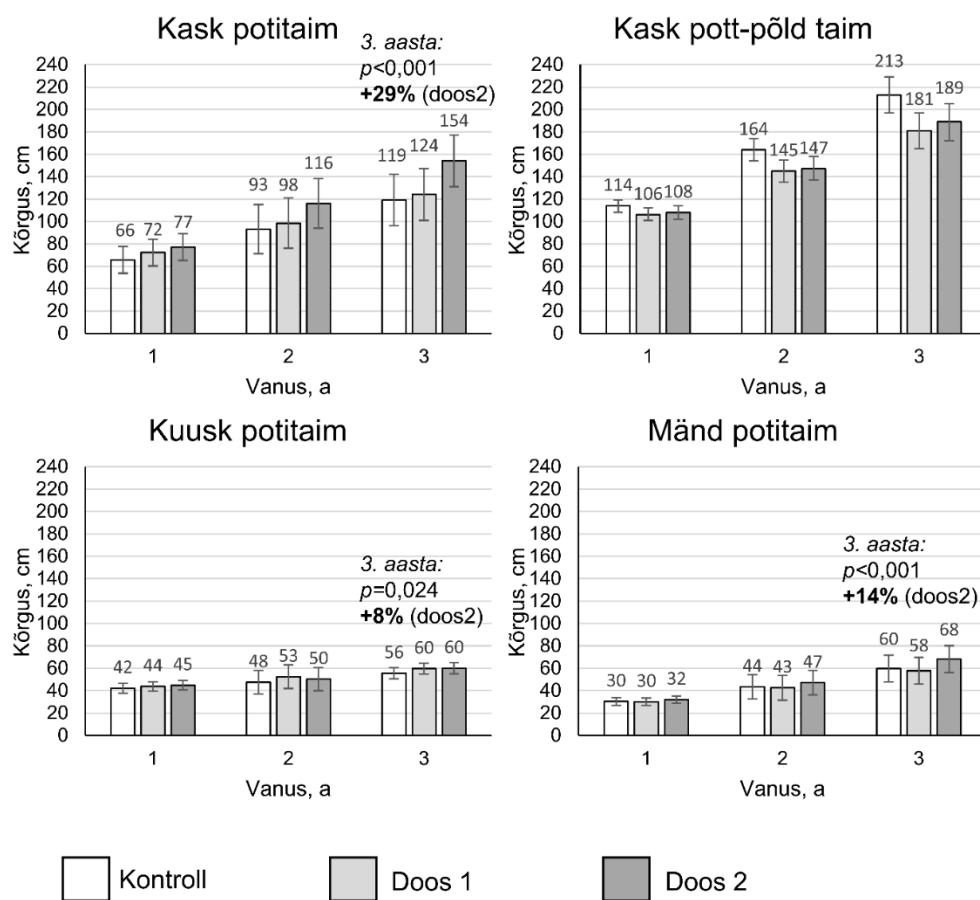 Kask potitaim
3. aasta:
p<0,001
+29% (doos2)
Kõrgus, cm
240
220
200
180
160
140
120
100
80
60
40
20
0
66 72 77
93 98 116
119 124 154
1 2 3
Vanus, a
Kask pott-põld taim
Kõrgus, cm
240
220
200
180
160
140
120
100
80
60
40
20
0
114 106 108
164 145 147
213 181 189
1 2 3
Vanus, a
Kuusk potitaim
3. aasta:
p=0,024
+8% (doos2)
Kõrgus, cm
240
220
200
180
160
140
120
100
80
60
40
20
0
42 44 45
48 53 50
56 60 60
1 2 3
Vanus, a
Mänd potitaim
3. aasta:
p<0,001
+14% (doos2)
Kõrgus, cm
240
220
200
180
160
140
120
100
80
60
40
20
0
30 30 32
44 43 47
60 58 68
1 2 3
Vanus, a
Kontroll Doos 1 Doos 2